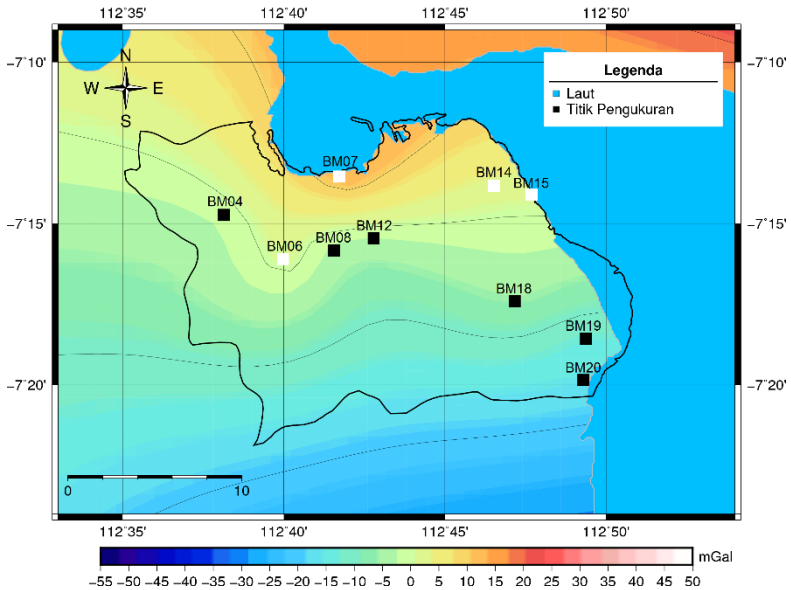 112°35' 112°40' 112°45' 112°50'
−7°10' −7°10'
N
W E
S
Legenda
Laut
Titik Pengukuran
BM07
BM14
BM15
BM04
−7°15' −7°15'
BM12
BM06
BM08
BM18
BM19
BM20
−7°20' −7°20'
0 10
112°35' 112°40' 112°45' 112°50'
mGal
−55 −50 −45 −40 −35 −30 −25 −20 −15 −10 −5 0 5 10 15 20 25 30 35 40 45 50